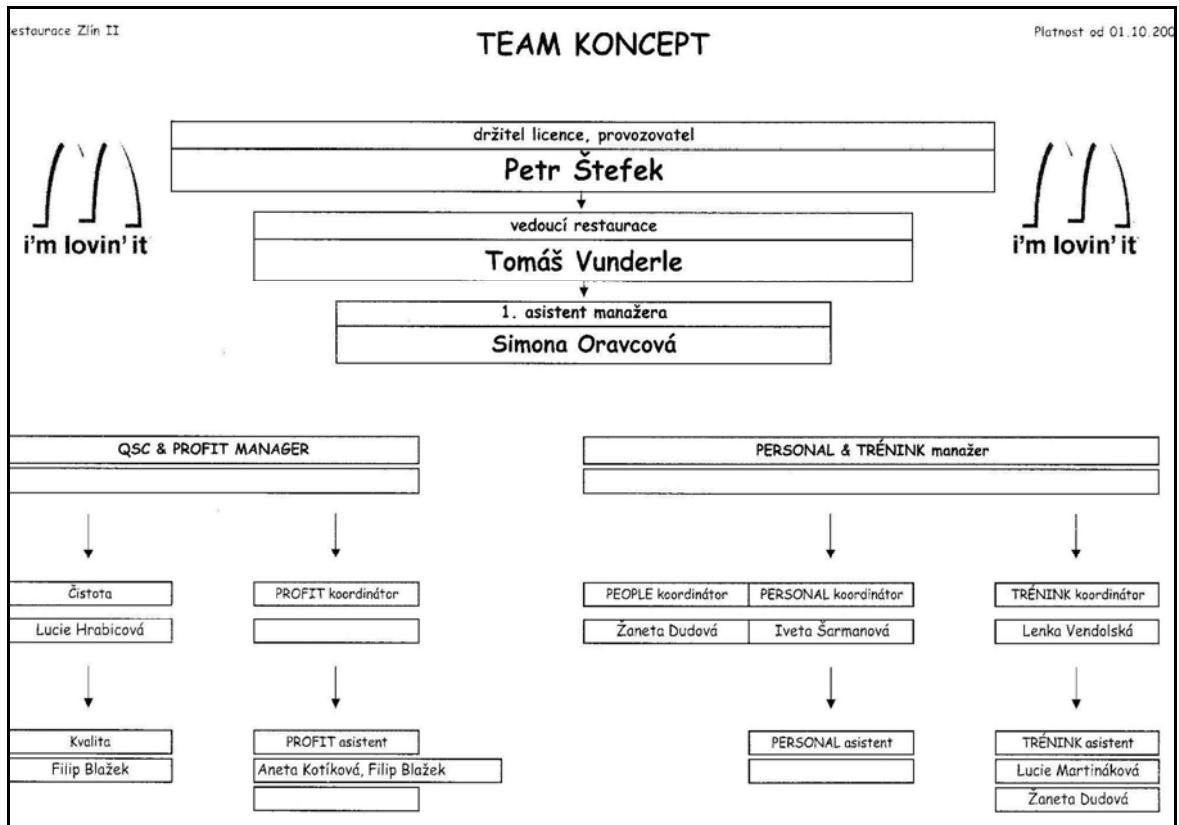 estaurace Zlín II
TEAM KONCEPT
Platnost od 01.10.200
držitel licence, provozovatel
Petr Štefek
i'm lovin' it
i'm lovin' it
vedoucí restaurace
Tomáš Vunderle
1. asistent manažera
Simona Oravcová
QSC & PROFIT MANAGER
PERSONAL & TRÉNINK manažer
Čistota
PROFIT koordinátor
PEOPLE koordinátor
PERSONAL koordinátor
TRÉNINK koordinátor
Lucie Hrabicová
Žaneta Dudová
Iveta Šarmanová
Lenka Vendolská
Kvalita
PROFIT asistent
PERSONAL asistent
TRÉNINK asistent
Filip Blažek
Aneta Kotíková, Filip Blažek
Lucie Martináková
Žaneta Dudová